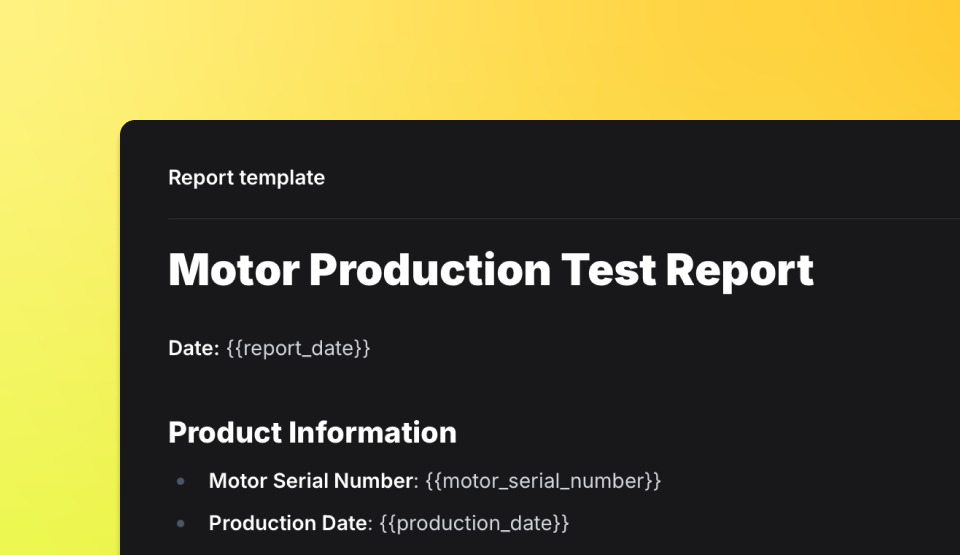 Report template
Motor Production Test Report
Date: {{report_date}}
Product Information
Motor Serial Number: {{motor_serial_number}}
Production Date: {{production_date}}